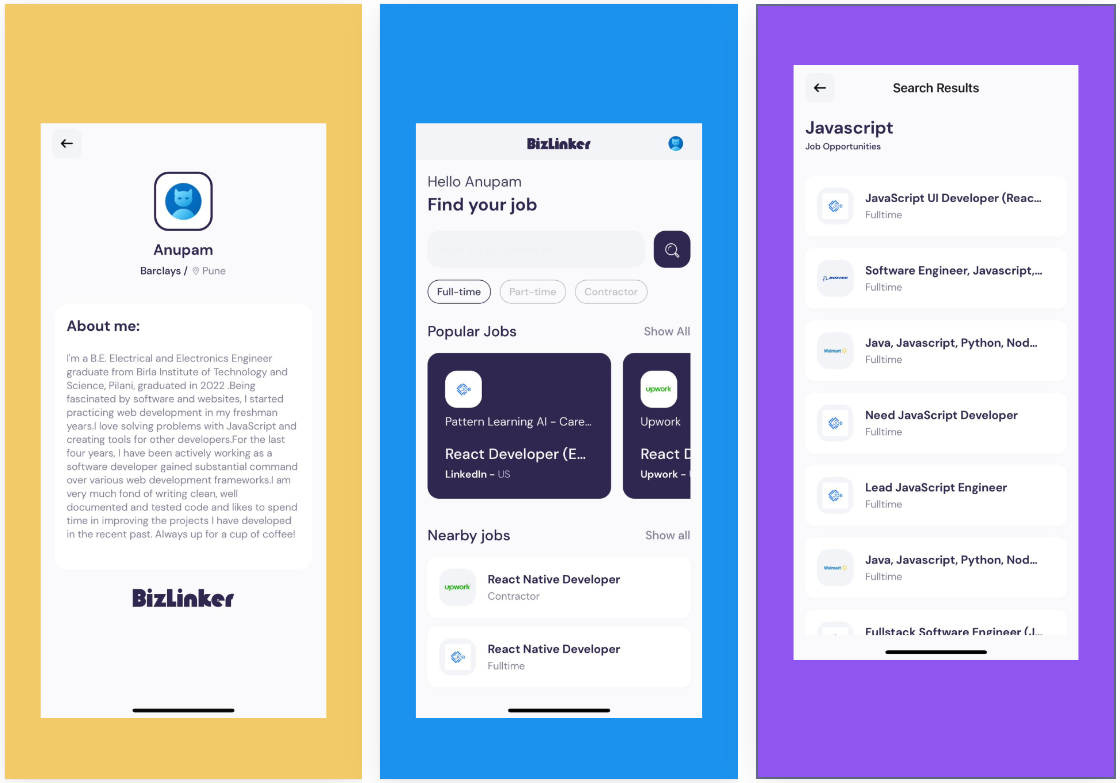 Anupam
Barclays / Pune
About me:
I'm a B.E. Electrical and Electronics Engineer
graduate from Birla Institute of Technology and
Science, Pilani, graduated in 2022 .Being
fascinated by software and websites, I started
practicing web development in my freshman
years.I love solving problems with JavaScript and
creating tools for other developers.For the last
four years, I have been actively working as a
software developer gained substantial command
over various web development frameworks.I am
very much fond of writing clean, well
documented and tested code and likes to spend
time in improving the projects I have developed
in the recent past. Always up for a cup of coffee!
BizLinker
BizLinker
Hello Anupam
Find your job
Full-time
Part-time
Contractor
Popular Jobs
Show All
Pattern Learning AI - Care...
React Developer (E...
LinkedIn - US
upwork
Upwork
React D
Upwork -
Nearby jobs
Show all
upwork
React Native Developer
Contractor
React Native Developer
Fulltime
Search Results
Javascript
Job Opportunities
JavaScript UI Developer (Reac...
Fulltime
BOEING
Software Engineer, Javascript,...
Fulltime
Walmart
Java, Javascript, Python, Nod...
Fulltime
Need JavaScript Developer
Fulltime
Lead JavaScript Engineer
Fulltime
Walmart
Java, Javascript, Python, Nod...
Fulltime
Fullstack Software Engineer (J...